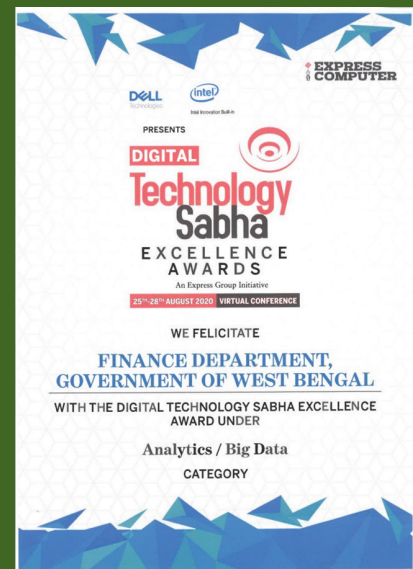 EXPRESS
COMPUTER
DELL
Technologies
intel
Intel Innovation Built-in
PRESENTS
DIGITAL
Technology
Sabha
EXCELLENCE
AWARDS
An Express Group Initiative
25TH-28TH AUGUST 2020 VIRTUAL CONFERENCE
WE FELICITATE
FINANCE DEPARTMENT,
GOVERNMENT OF WEST BENGAL
WITH THE DIGITAL TECHNOLOGY SABHA EXCELLENCE
AWARD UNDER
Analytics / Big Data
CATEGORY